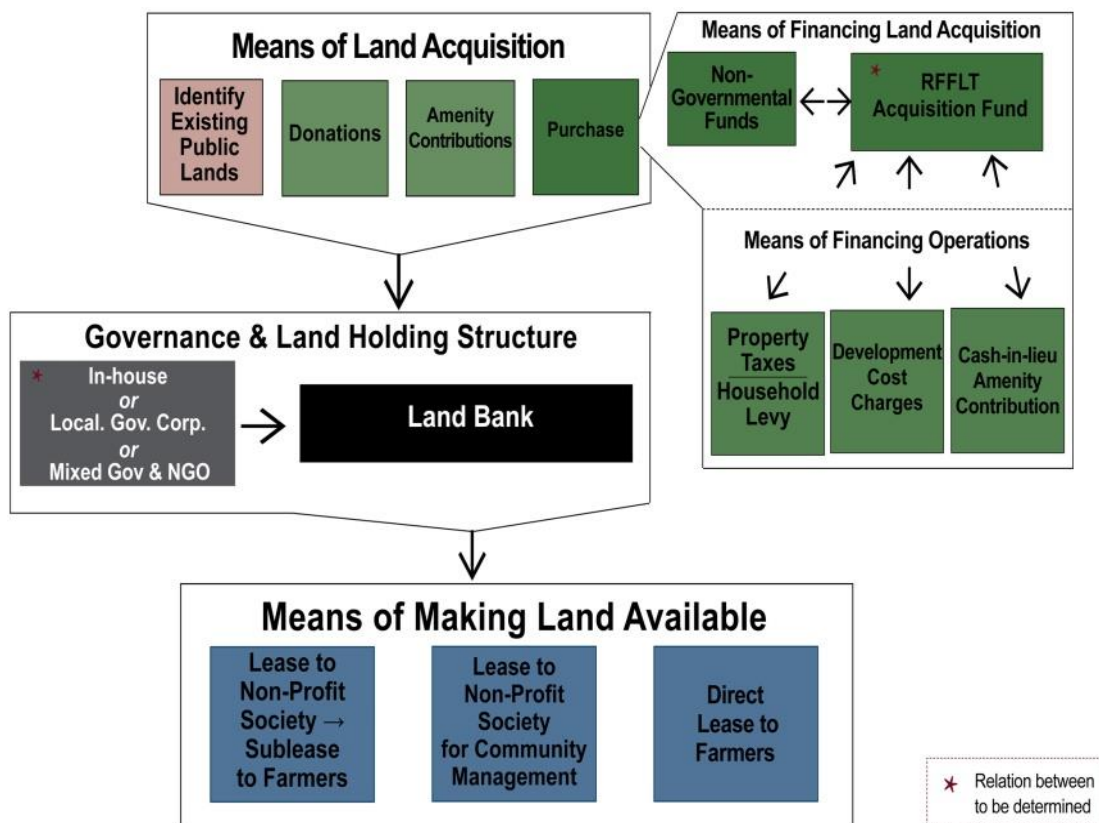 Means of Land Acquisition
Identify
Existing
Public
Lands
Donations
Amenity
Contributions
Purchase
Means of Financing Land Acquisition
Non-
Governmental
Funds
* RFFLT
Acquisition Fund
Means of Financing Operations
Property
Taxes
Household
Levy
Development
Cost
Charges
Cash-in-lieu
Amenity
Contribution
Governance & Land Holding Structure
* In-house
or
Local. Gov. Corp.
or
Mixed Gov & NGO
Land Bank
Means of Making Land Available
Lease to
Non-Profit
Society →
Sublease
to Farmers
Lease to
Non-Profit
Society
for Community
Management
Direct
Lease to
Farmers
* Relation between
to be determined